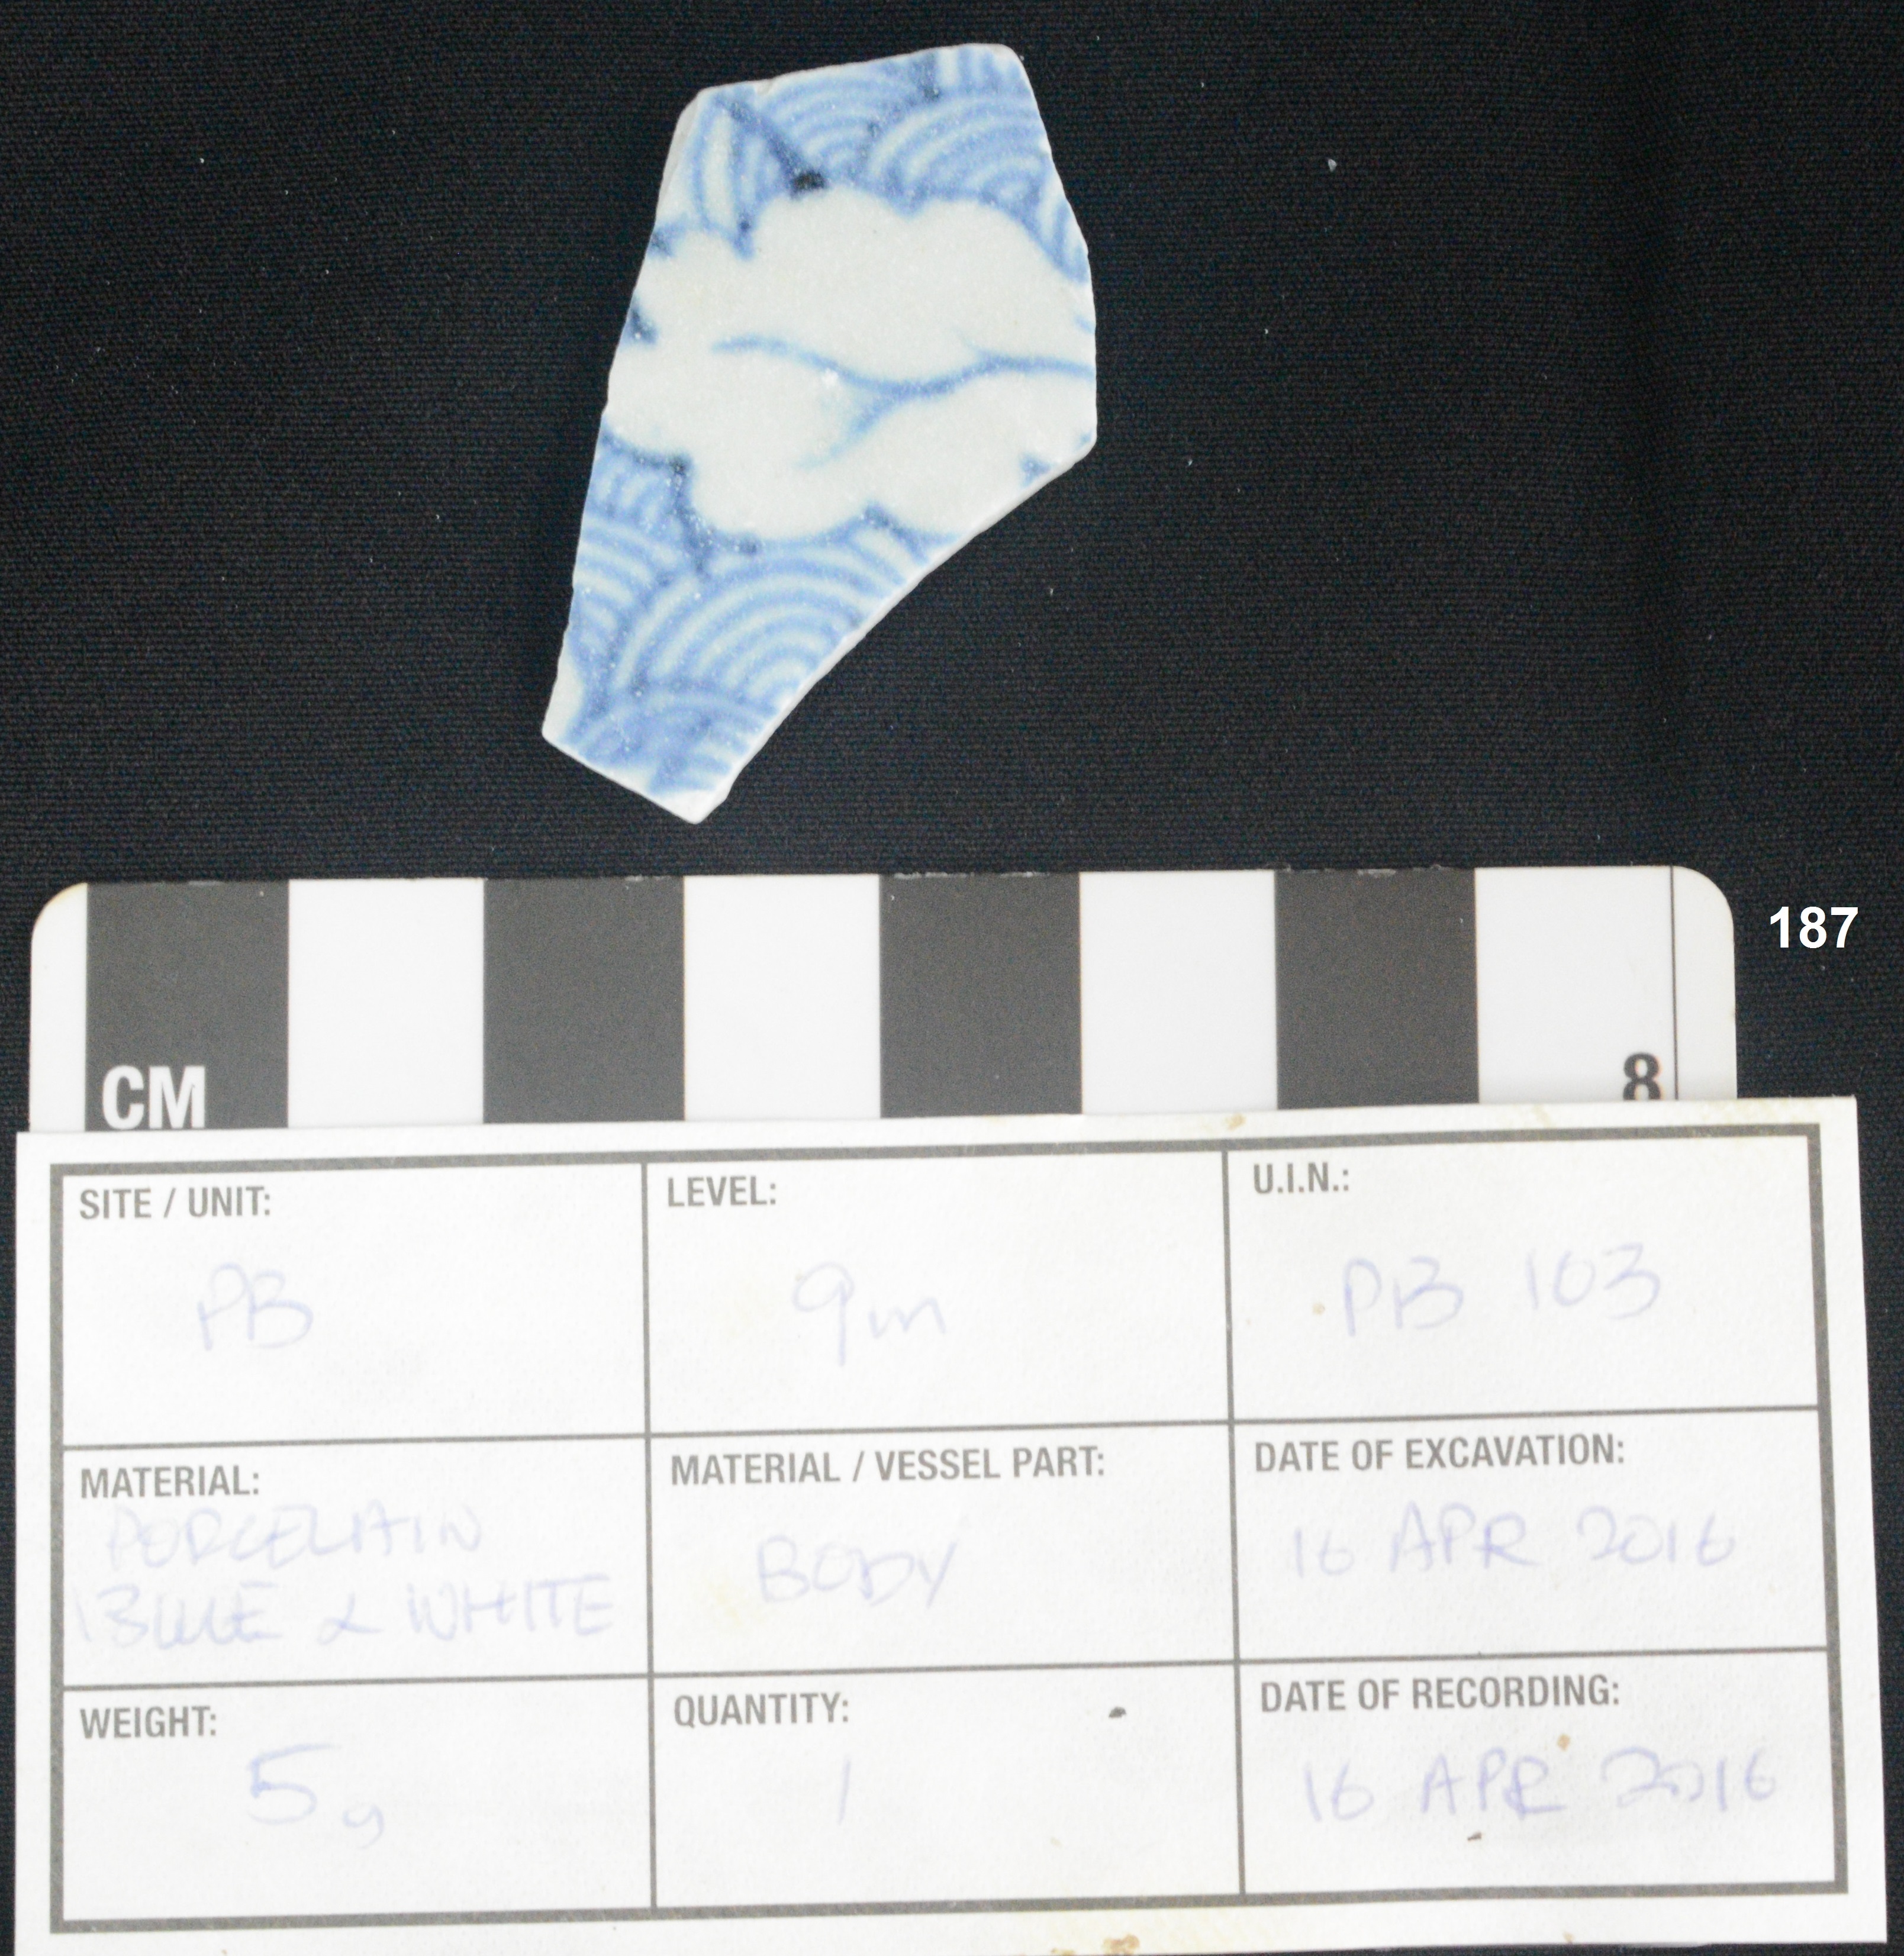 187
CM
8
SITE / UNIT:
PB
LEVEL:
9m
U.I.N.:
PB 103
MATERIAL:
PORCELAIN
BLUE & WHITE
MATERIAL / VESSEL PART:
BODY
DATE OF EXCAVATION:
16 APR 2016
WEIGHT:
5g
QUANTITY:
1
DATE OF RECORDING:
16 APR 2016